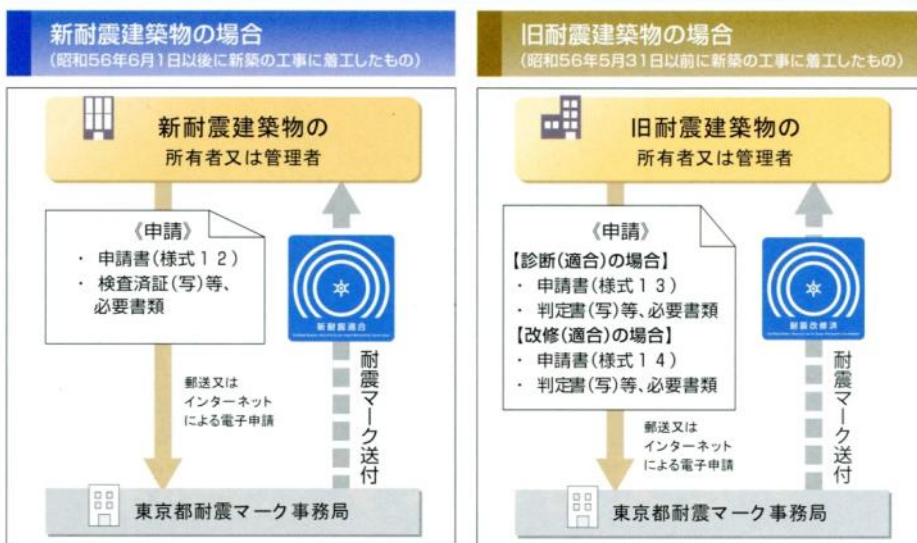 新耐震建築物の場合
(昭和56年6月1日以後に新築の工事に着工したもの)
新耐震建築物の
所有者又は管理者
《申請》
・ 申請書(様式12)
・ 検査済証(写)等、
必要書類
新耐震適合
郵送又は
インターネット
による電子申請
耐震マーク送付
東京都耐震マーク事務局
旧耐震建築物の場合
(昭和56年5月31日以前に新築の工事に着工したもの)
旧耐震建築物の
所有者又は管理者
《申請》
【診断(適合)の場合】
・ 申請書(様式13)
・ 判定書(写)等、必要書類
【改修(適合)の場合】
・ 申請書(様式14)
・ 判定書(写)等、必要書類
耐震改修済
郵送又は
インターネット
による電子申請
耐震マーク送付
東京都耐震マーク事務局